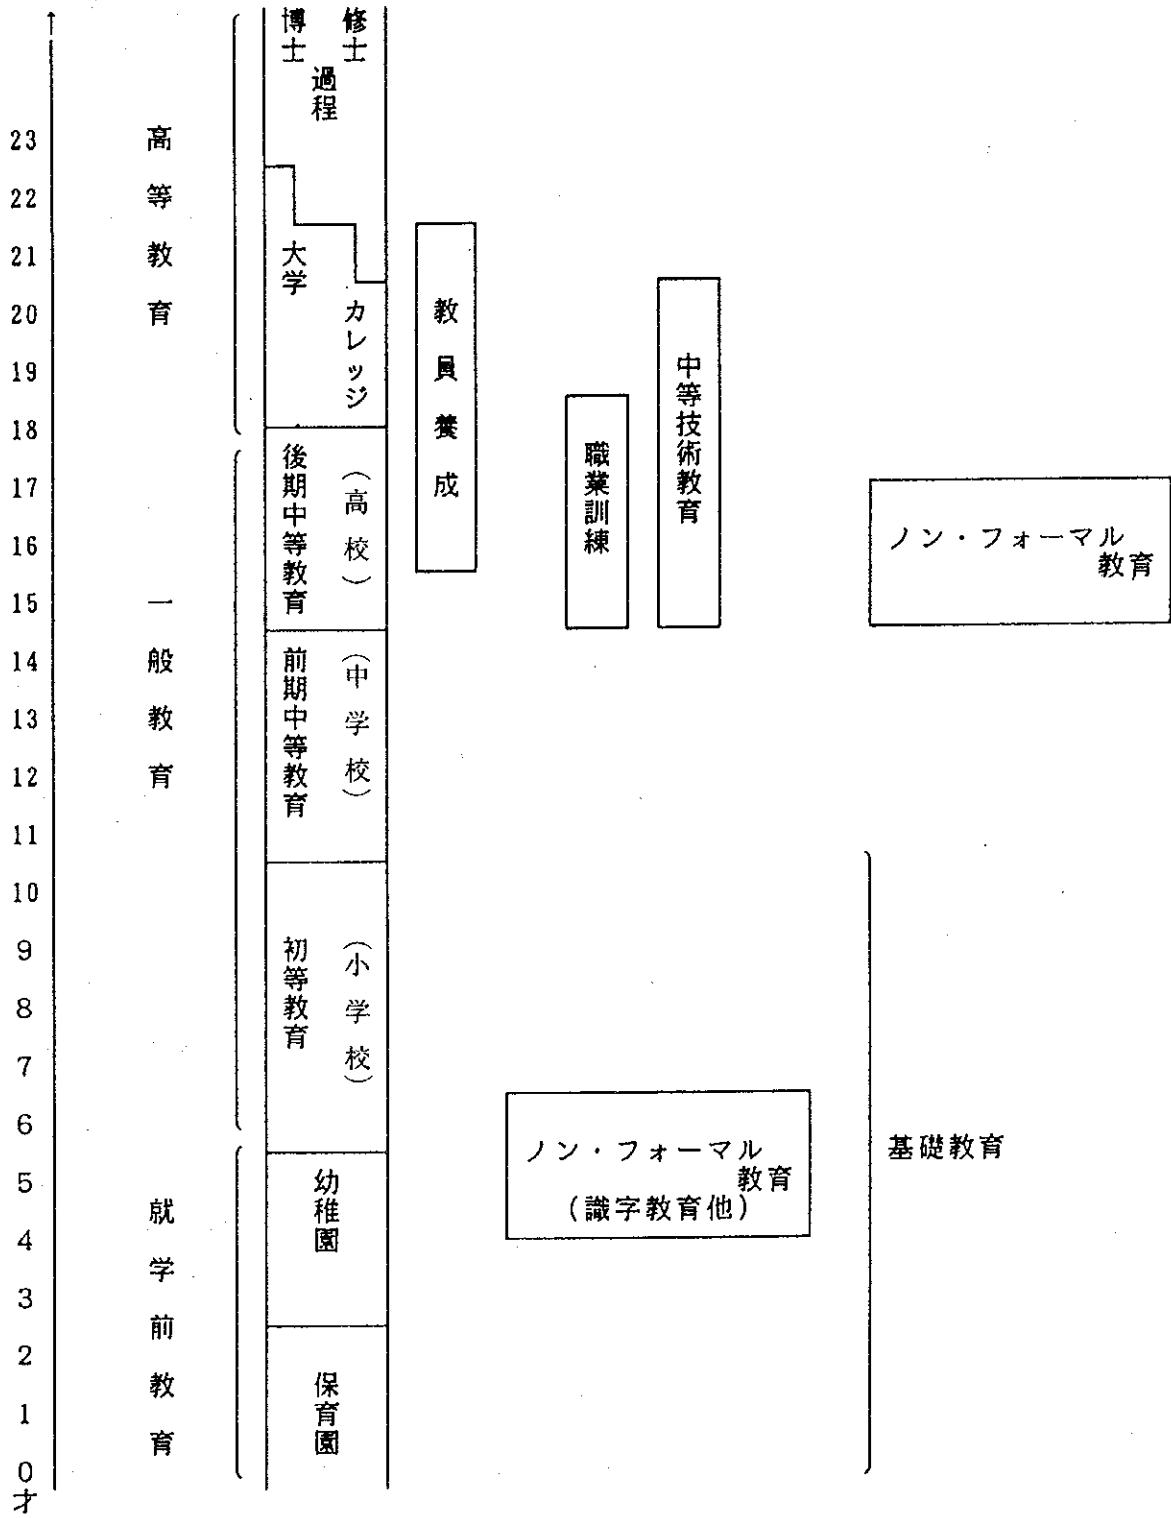 博士
修士
過程
23
22
21
20
19
18
17
16
15
14
13
12
11
10
9
8
7
6
5
4
3
2
1
0
才
高等教育
一般教育
就学前教育
大学
カレッジ
後期中等教育
（高校）
前期中等教育
（中学校）
初等教育
（小学校）
幼稚園
保育園
教員養成
職業訓練
中等技術教育
ノン・フォーマル
教育
ノン・フォーマル
教育
（識字教育他）
基礎教育